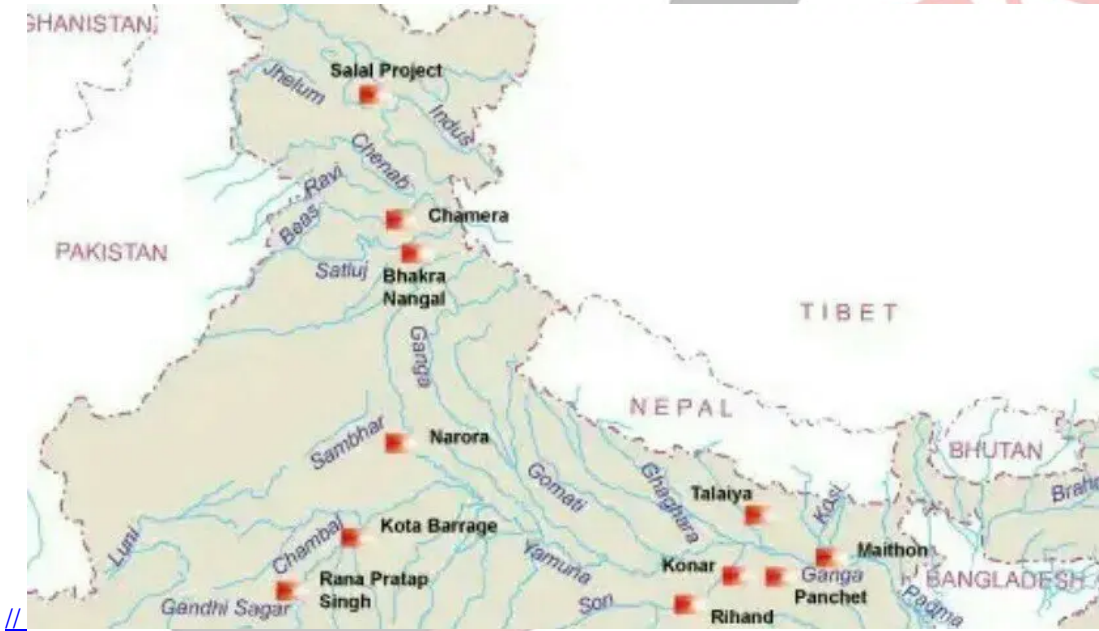 GHANISTAN
Salal Project
Jhelum
Indus
Chenab
Ravi
Beas
Chamera
PAKISTAN
Satluj
Bhakra
Nangal
TIBET
Ganga
NEPAL
Sambhar
Narora
BHUTAN
Gomati
Ghaghara
Talaiya
Kosi
Brah
Luni
Chambal
Kota Barrage
Yamuna
Maithon
Konar
Ganga
BANGLADESH
Rana Pratap
Singh
Panchet
Padma
Gandhi Sagar
Son
Rihand
//